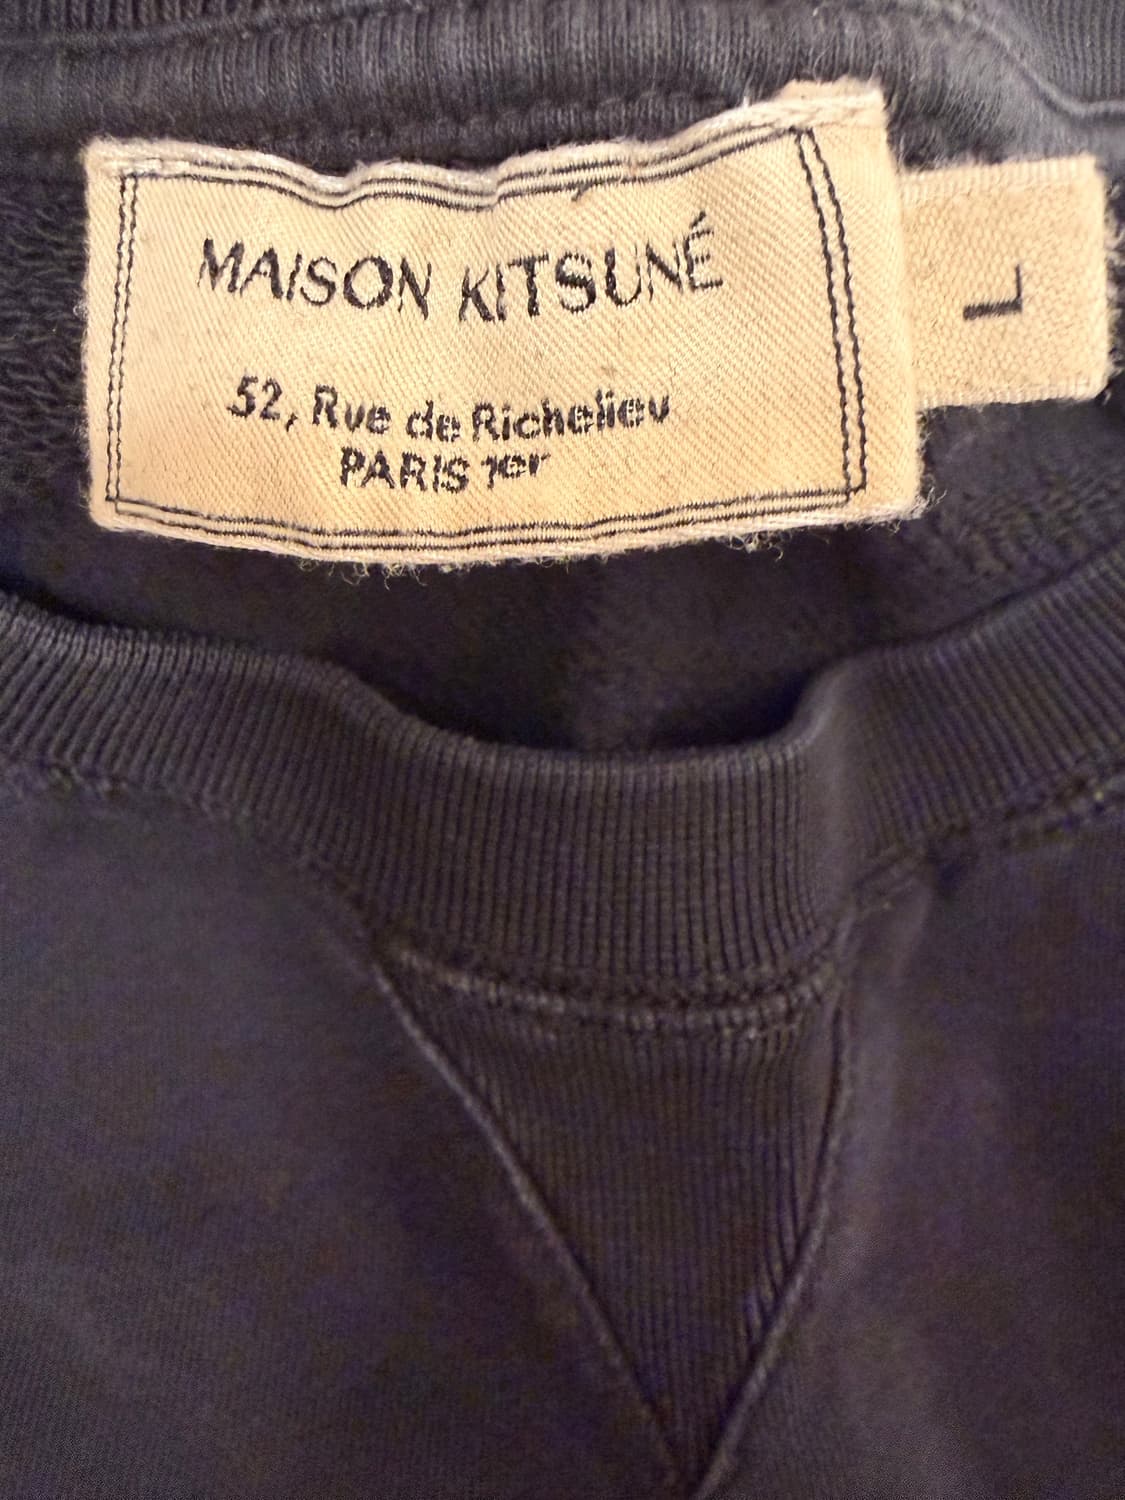 MAISON KITSUNÉ
52, Rue de Richelieu
PARIS 1er
L